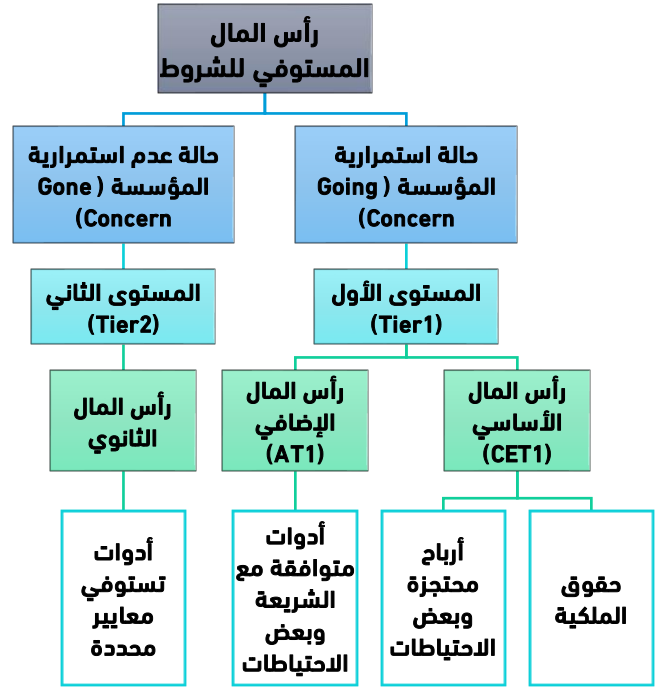 رأس المال
المستوفي للشروط
حالة استمرارية
المؤسسة (Going
Concern)
حالة عدم استمرارية
المؤسسة (Gone
Concern)
المستوى الأول
(Tier1)
المستوى الثاني
(Tier2)
رأس المال
الأساسي
(CET1)
رأس المال
الإضافي
(AT1)
رأس المال
الثانوي
حقوق
الملكية
أرباح
محتجزة
وبعض
الاحتياطات
أدوات
متوافقة مع
الشريعة
وبعض
الاحتياطات
أدوات
تستوفي
معايير
محددة